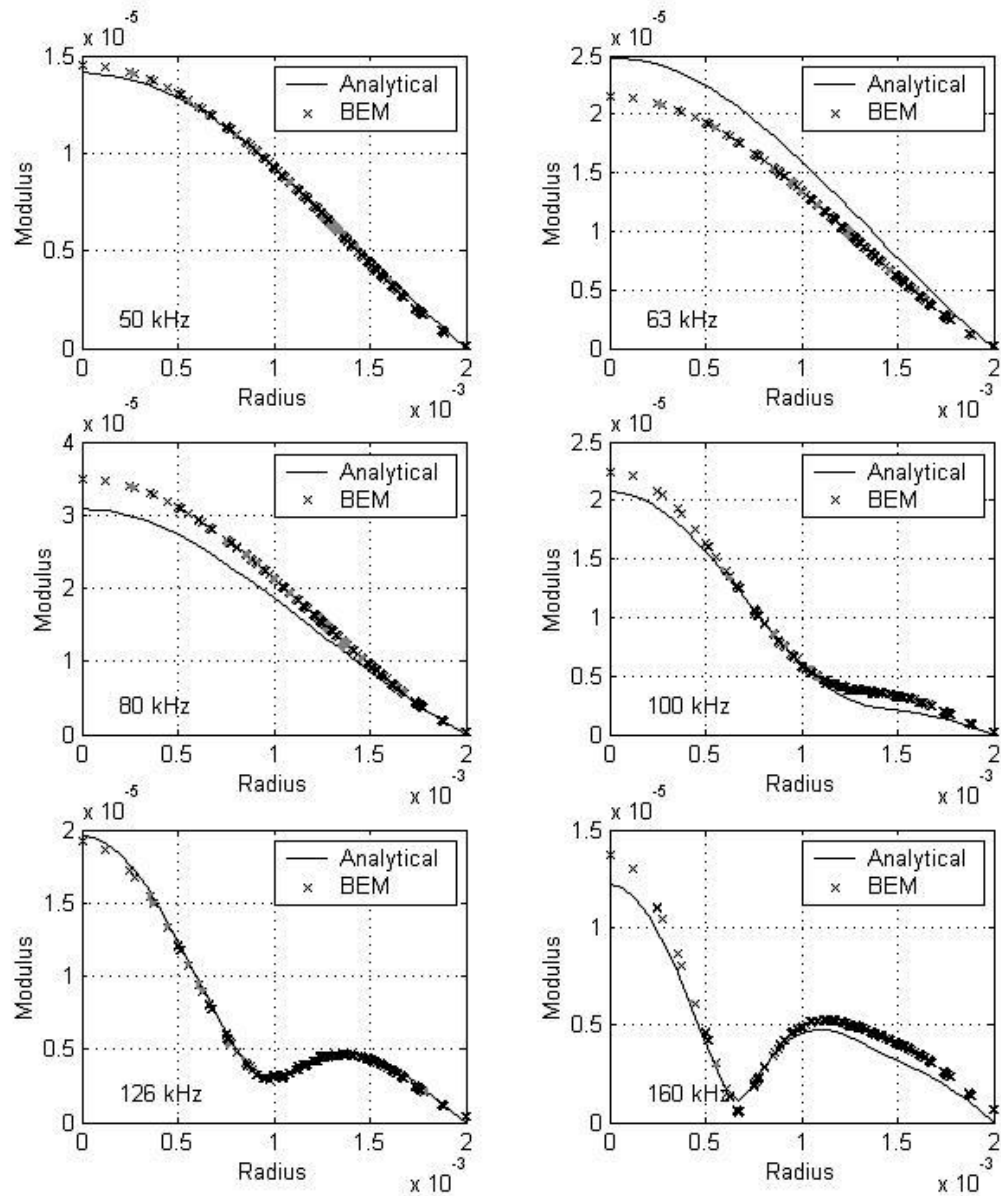 x 10^-5
1.5
1
0.5
0
Modulus
Analytical
BEM
50 kHz
0 0.5 1 1.5 2
Radius
x 10^-3
x 10^-5
2.5
2
1.5
1
0.5
0
Modulus
Analytical
BEM
63 kHz
0 0.5 1 1.5 2
Radius
x 10^-3
x 10^-5
4
3
2
1
0
Modulus
Analytical
BEM
80 kHz
0 0.5 1 1.5 2
Radius
x 10^-3
x 10^-5
2.5
2
1.5
1
0.5
0
Modulus
Analytical
BEM
100 kHz
0 0.5 1 1.5 2
Radius
x 10^-3
x 10^-5
2
1.5
1
0.5
0
Modulus
Analytical
BEM
126 kHz
0 0.5 1 1.5 2
Radius
x 10^-3
x 10^-5
1.5
1
0.5
0
Modulus
Analytical
BEM
160 kHz
0 0.5 1 1.5 2
Radius
x 10^-3